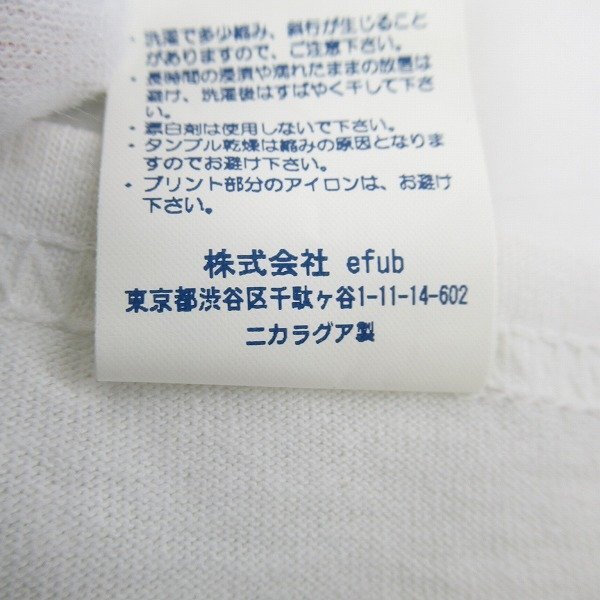 ・洗濯で多少縮み、斜行が生じること
がありますので、ご注意下さい。
・長時間の浸漬や濡れたままの放置は
避け、洗濯後はすばやく干して下さ
い。
・漂白剤は使用しないで下さい。
・タンブル乾燥は縮みの原因となりま
すのでお避け下さい。
・プリント部分のアイロンは、お避け
下さい。
株式会社 efub
東京都渋谷区千駄ヶ谷1-11-14-602
ニカラグア製